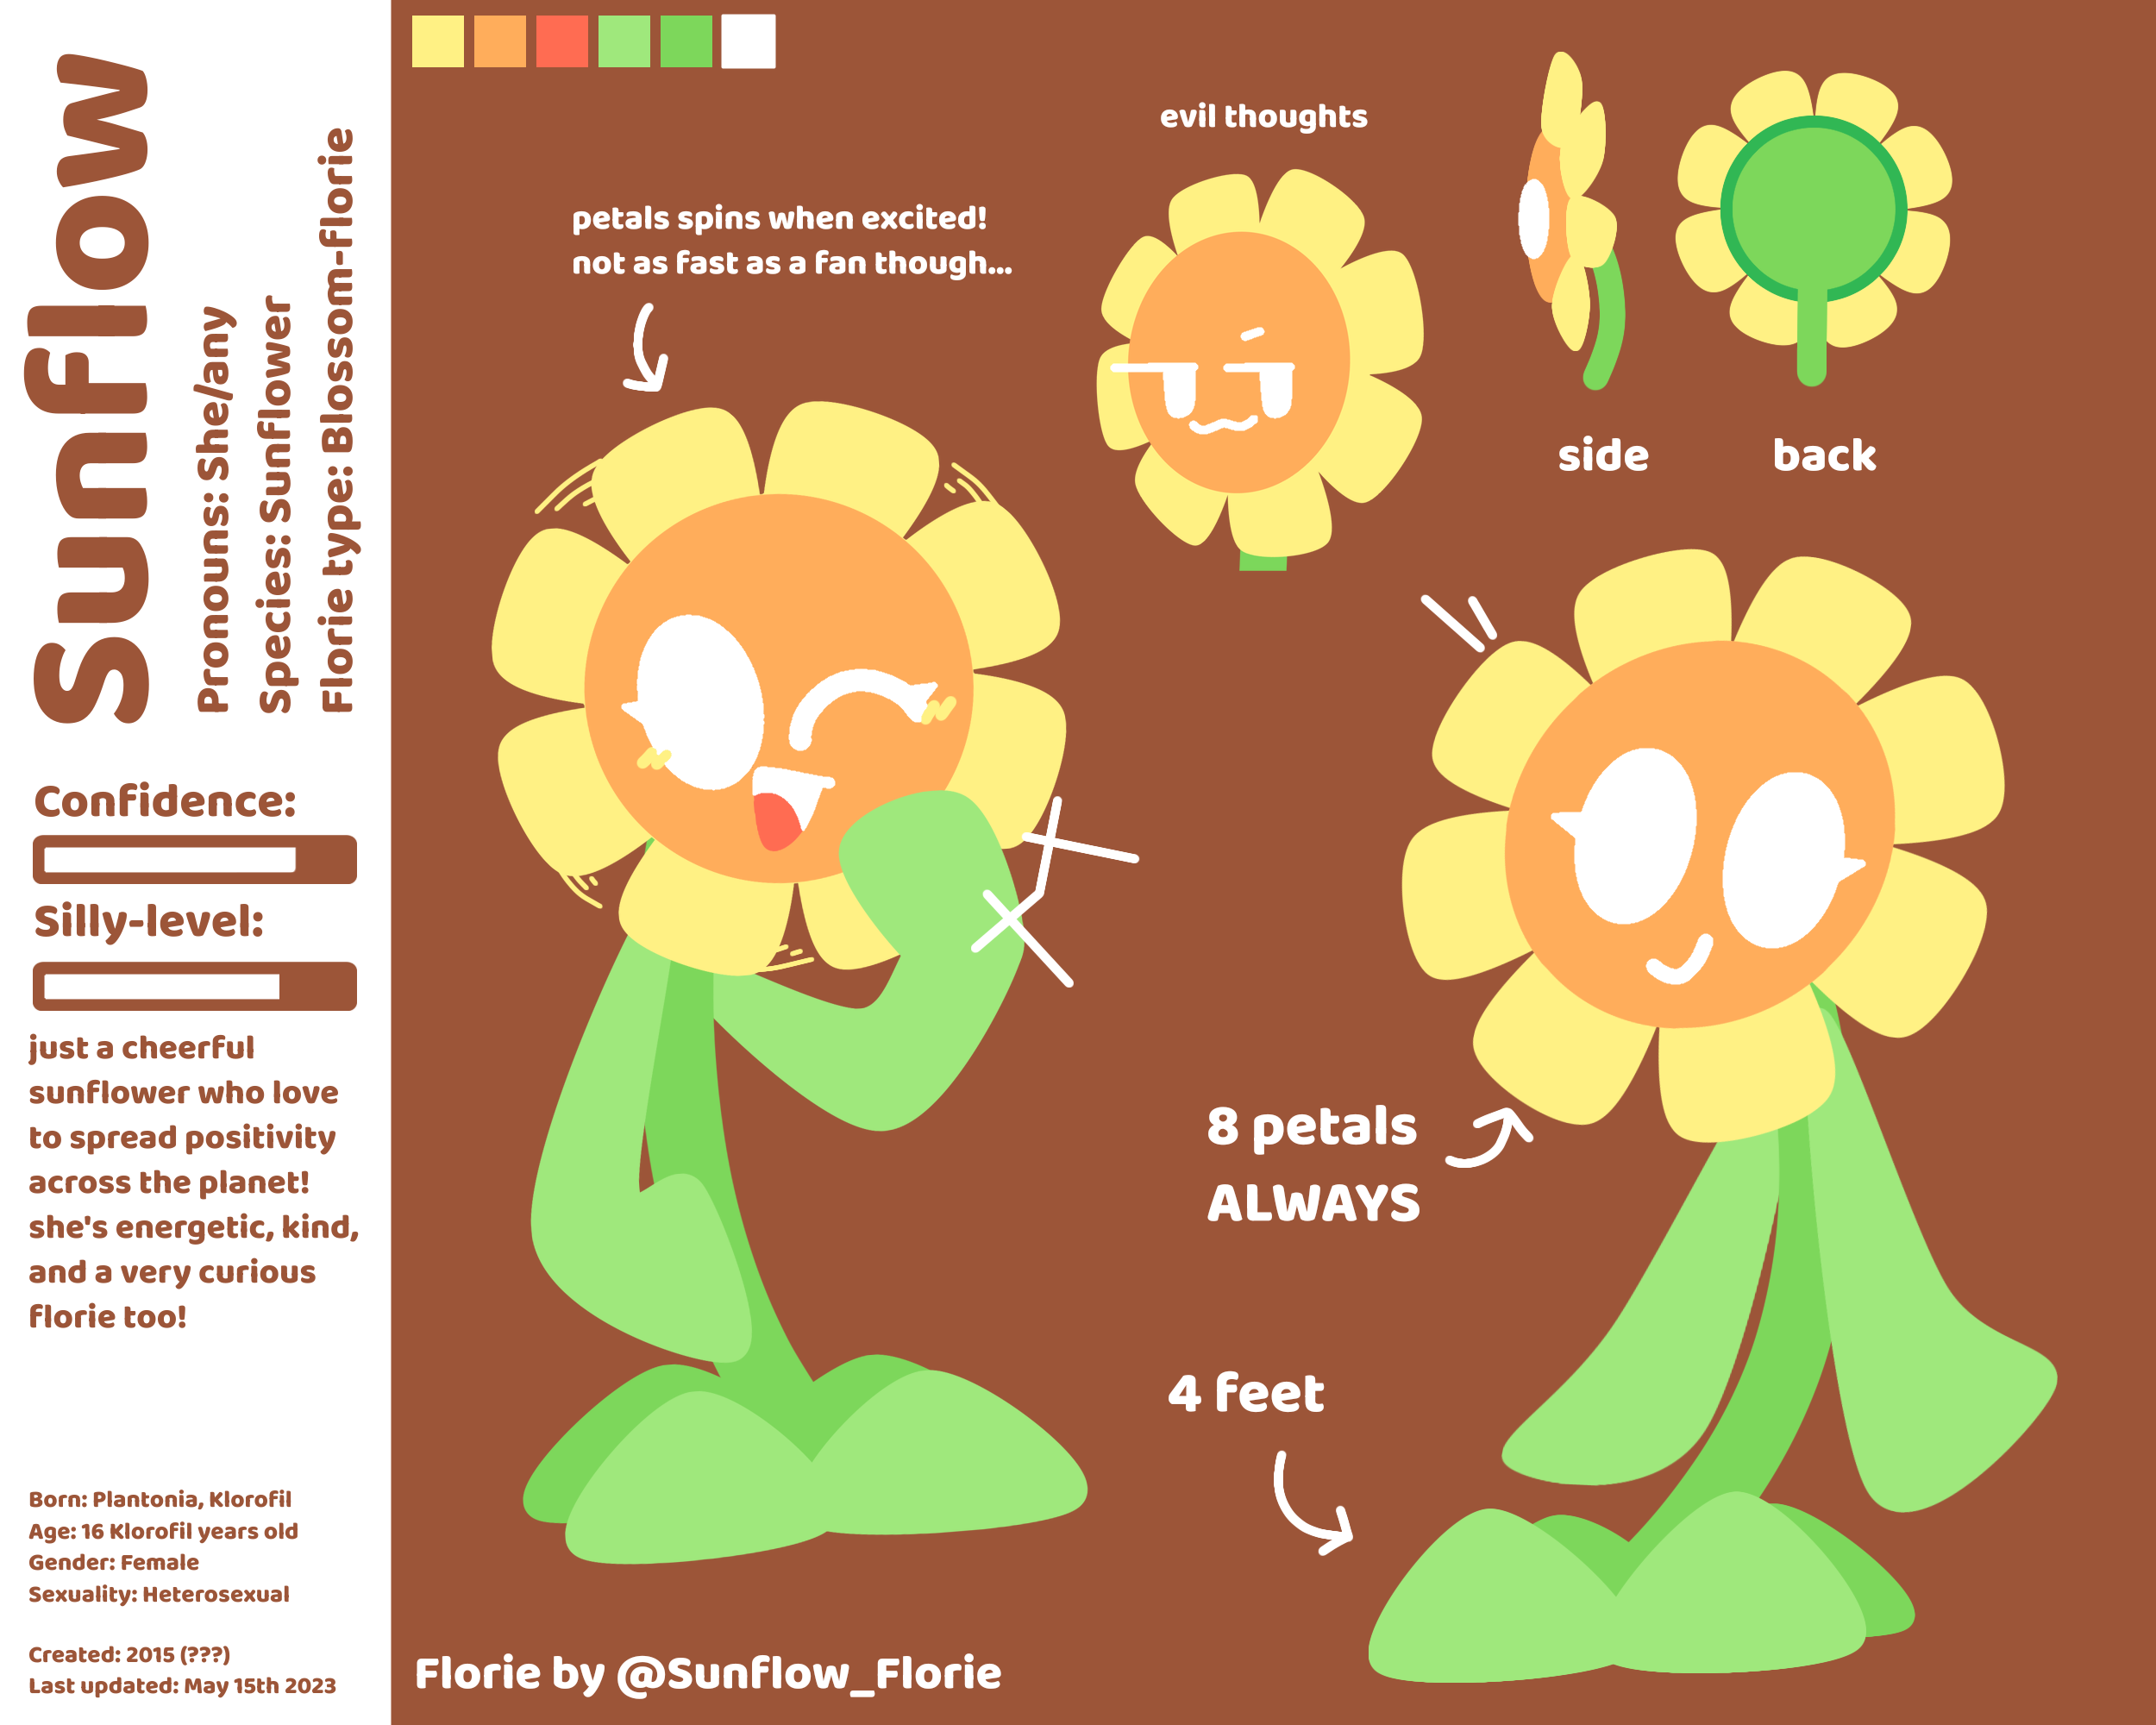 Sunflow
Pronouns: She/any
Species: Sunflower
Florie type: Blossom-florie
Confidence:
Silly-level:
just a cheerful
sunflower who love
to spread positivity
across the planet!
she's energetic, kind,
and a very curious
florie too!
Born: Plantonia, Klorofil
Age: 16 Klorofil years old
Gender: Female
Sexuality: Heterosexual
Created: 2015 (???)
Last updated: May 15th 2023
petals spins when excited!
not as fast as a fan though...
evil thoughts
side
back
8 petals
ALWAYS
4 feet
Florie by @Sunflow_Florie